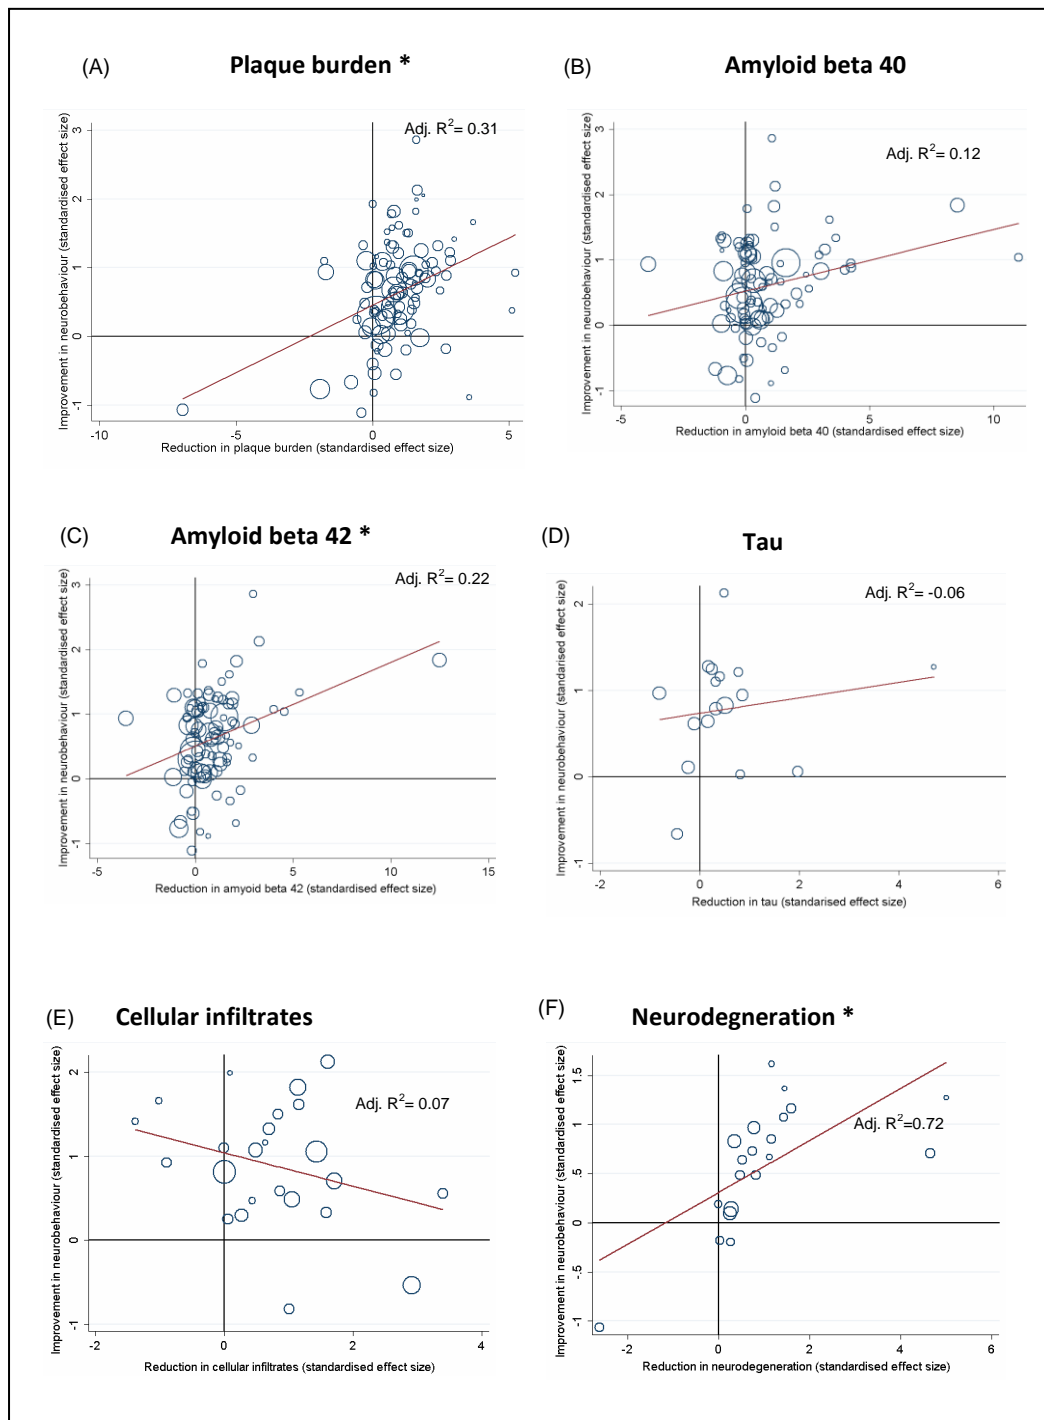 (A)
Plaque burden *
Adj. R²= 0.31
Improvement in neurobehaviour (standardised effect size)
3
2
1
0
-1
-10
-5
0
5
Reduction in plaque burden (standardised effect size)
(B)
Amyloid beta 40
Adj. R²= 0.12
Improvement in neurobehaviour (standardised effect size)
3
2
1
0
-1
-5
0
5
10
Reduction in amyloid beta 40 (standardised effect size)
(C)
Amyloid beta 42 *
Adj. R²= 0.22
Improvement in neurobehaviour (standardised effect size)
3
2
1
0
-1
-5
0
5
10
15
Reduction in amyoid beta 42 (standardised effect size)
(D)
Tau
Adj. R²= -0.06
Improvement in neurobehaviour (standarised effect size)
2
1
0
-1
-2
0
2
4
6
Reduction in tau (standarised effect size)
(E)
Cellular infiltrates
Adj. R²= 0.07
Improvement in neurobehaviour (standardised effect size)
2
1
0
-1
-2
0
2
4
Reduction in cellular infiltrates (standardised effect size)
(F)
Neurodegneration *
Adj. R²=0.72
Improvement in neurobehaviour (standardised effect size)
1.5
1
.5
0
-.5
-1
-2
0
2
4
6
Reduction in neurodegeneration (standardised effect size)